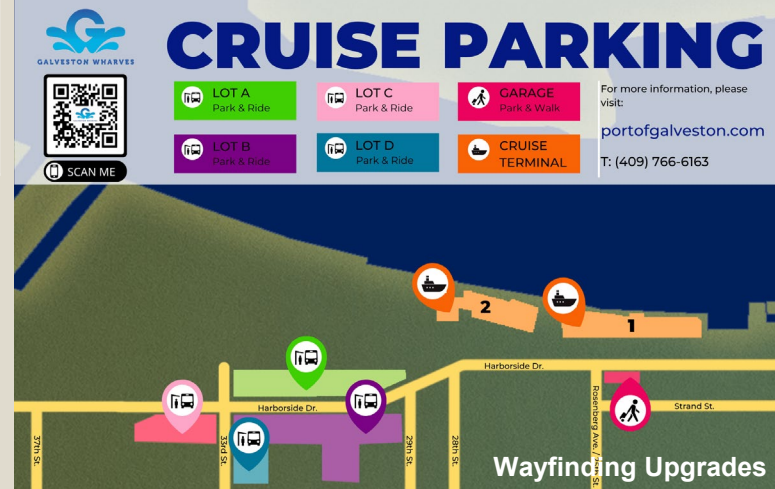 GALVESTON WHARVES
CRUISE PARKING
SCAN ME
LOT A
Park & Ride
LOT C
Park & Ride
GARAGE
Park & Walk
LOT B
Park & Ride
LOT D
Park & Ride
CRUISE
TERMINAL
For more information, please
visit:
portofgalveston.com
T: (409) 766-6163
2
1
Harborside Dr.
Harborside Dr.
Strand St.
37th St.
33rd St.
29th St.
28th St.
Rosenberg Ave. / 25th St.
Wayfinding Upgrades